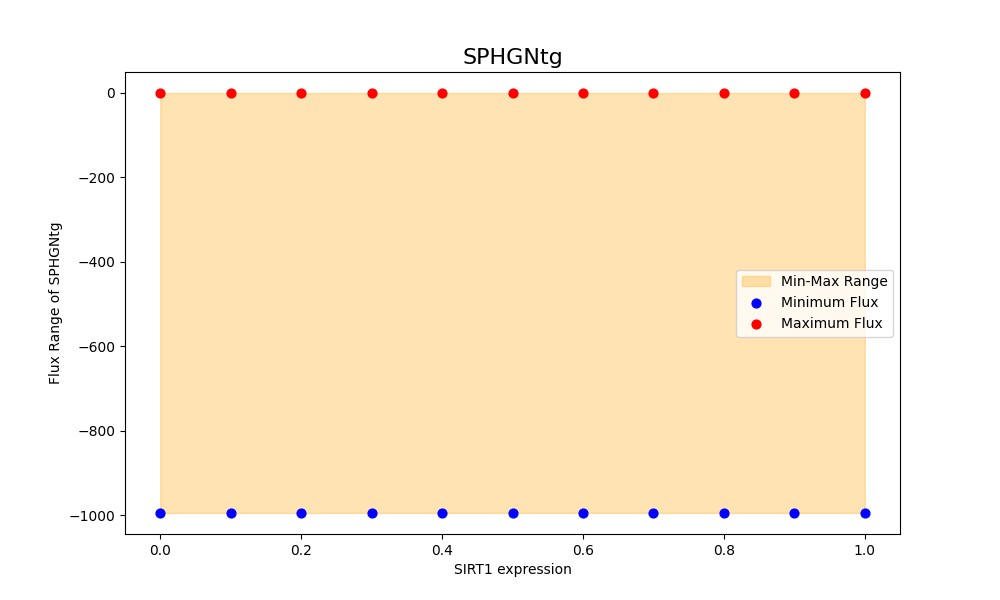 SPHGNtg
Flux Range of SPHGNtg
0
−200
−400
−600
−800
−1000
Min-Max Range
Minimum Flux
Maximum Flux
0.0 0.2 0.4 0.6 0.8 1.0
SIRT1 expression